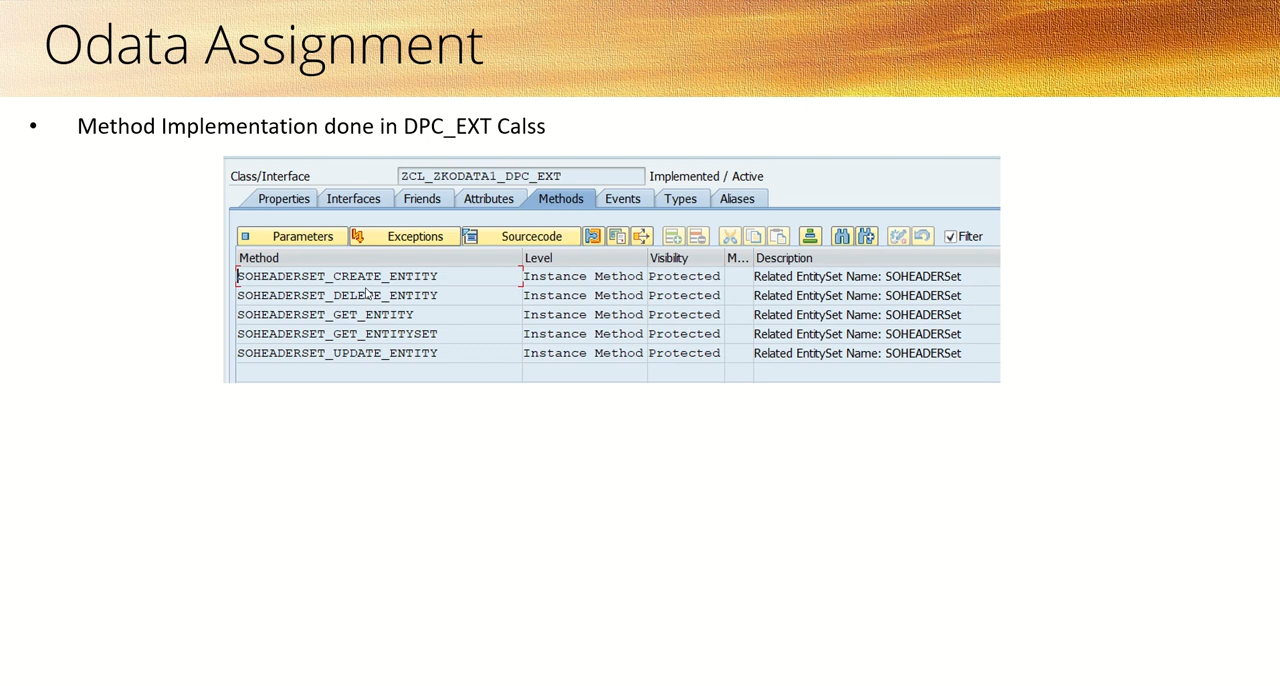 Odata Assignment
• Method Implementation done in DPC_EXT Calss
Class/Interface ZCL_ZKODATA1_DPC_EXT Implemented / Active
Properties Interfaces Friends Attributes Methods Events Types Aliases
Parameters Exceptions Sourcecode Filter
Method Level Visibility M... Description
SOHEADERSET_CREATE_ENTITY Instance Method Protected Related EntitySet Name: SOHEADERSet
SOHEADERSET_DELETE_ENTITY Instance Method Protected Related EntitySet Name: SOHEADERSet
SOHEADERSET_GET_ENTITY Instance Method Protected Related EntitySet Name: SOHEADERSet
SOHEADERSET_GET_ENTITYSET Instance Method Protected Related EntitySet Name: SOHEADERSet
SOHEADERSET_UPDATE_ENTITY Instance Method Protected Related EntitySet Name: SOHEADERSet